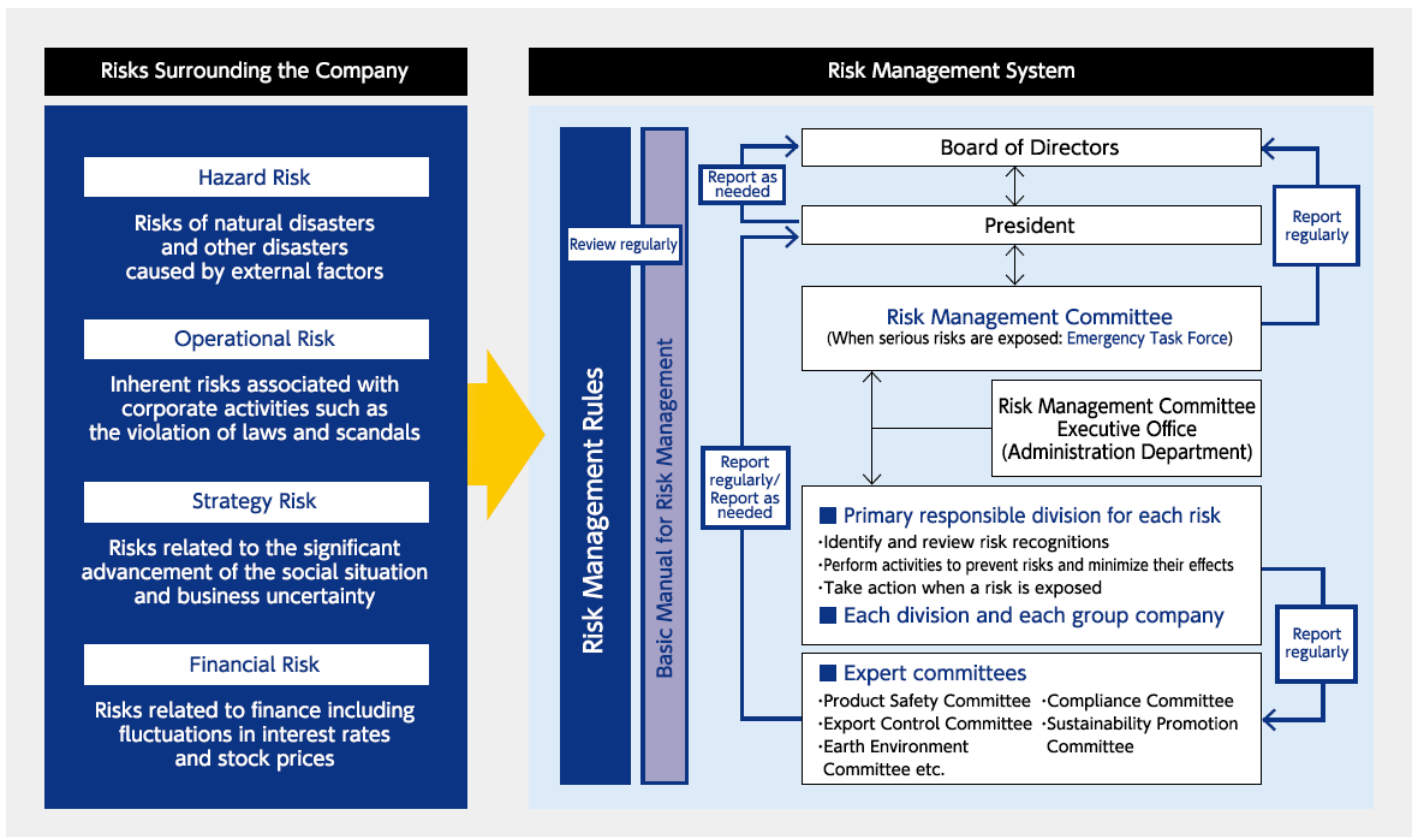 Risks Surrounding the Company
Hazard Risk
Risks of natural disasters
and other disasters
caused by external factors
Operational Risk
Inherent risks associated with
corporate activities such as
the violation of laws and scandals
Strategy Risk
Risks related to the significant
advancement of the social situation
and business uncertainty
Financial Risk
Risks related to finance including
fluctuations in interest rates
and stock prices
Risk Management System
Risk Management Rules
Basic Manual for Risk Management
Review regularly
Report as
needed
Board of Directors
President
Report
regularly
Risk Management Committee
(When serious risks are exposed: Emergency Task Force)
Risk Management Committee
Executive Office
(Administration Department)
Report
regularly/
Report as
needed
■ Primary responsible division for each risk
·Identify and review risk recognitions
·Perform activities to prevent risks and minimize their effects
·Take action when a risk is exposed
■ Each division and each group company
Report
regularly
■ Expert committees
·Product Safety Committee
·Export Control Committee
·Earth Environment
Committee etc.
·Compliance Committee
·Sustainability Promotion
Committee